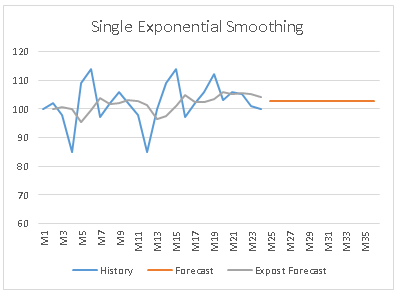 Single Exponential Smoothing
120
110
100
90
80
70
60
M1
M3
M5
M7
M9
M11
M13
M15
M17
M19
M21
M23
M25
M27
M29
M31
M33
M35
History
Forecast
Expost Forecast